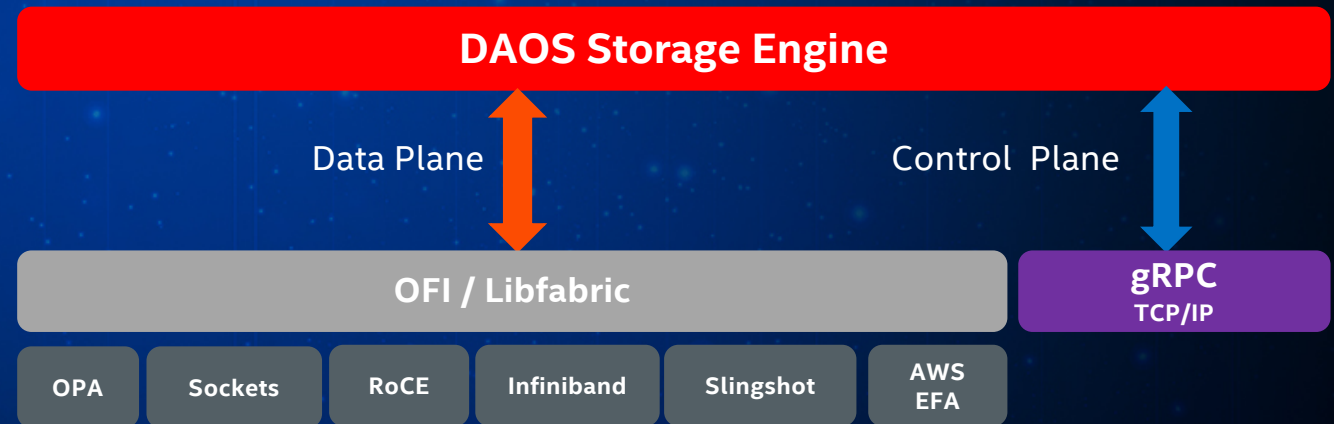 DAOS Storage Engine
Data Plane
Control Plane
OFI / Libfabric
gRPC
TCP/IP
OPA
Sockets
RoCE
Infiniband
Slingshot
AWS
EFA